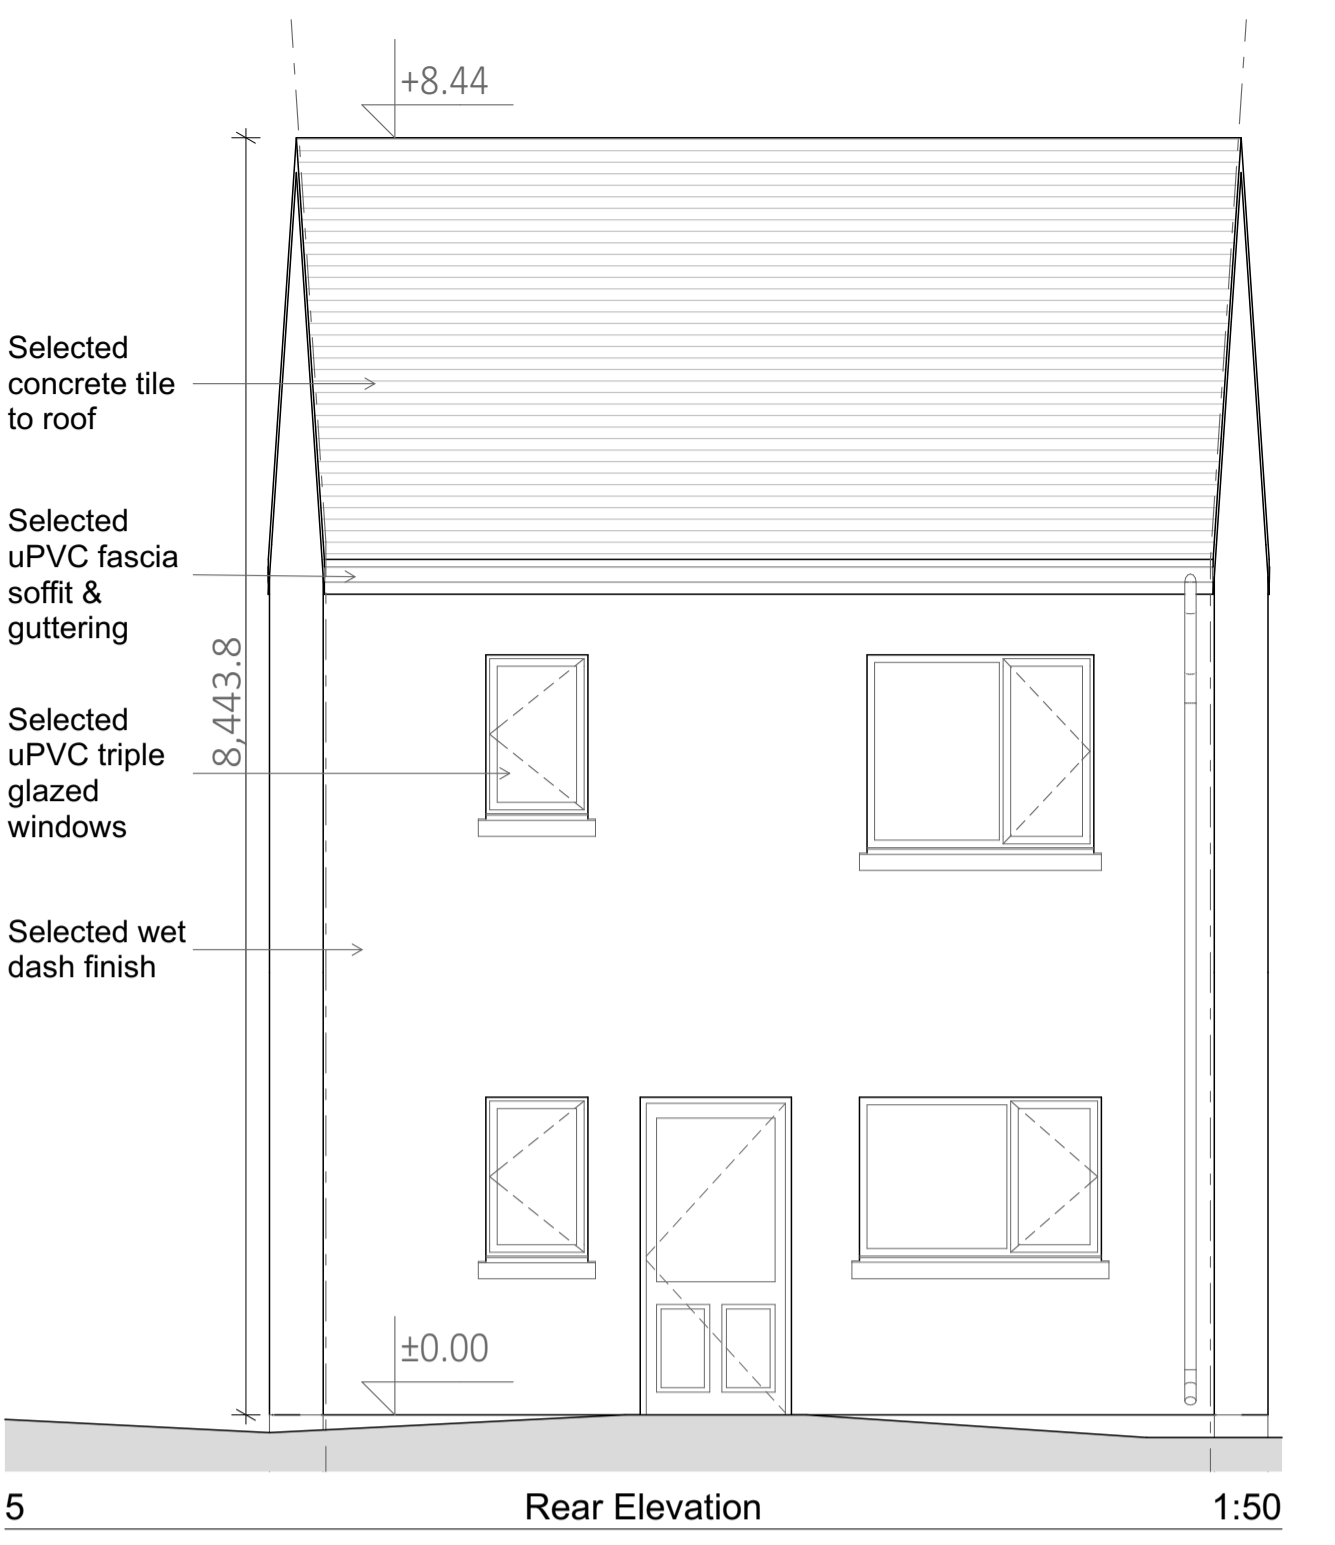 +8.44
Selected
concrete tile
to roof
Selected
uPVC fascia
soffit &
guttering
8,443.8
Selected
uPVC triple
glazed
windows
Selected wet
dash finish
±0.00
5 Rear Elevation 1:50